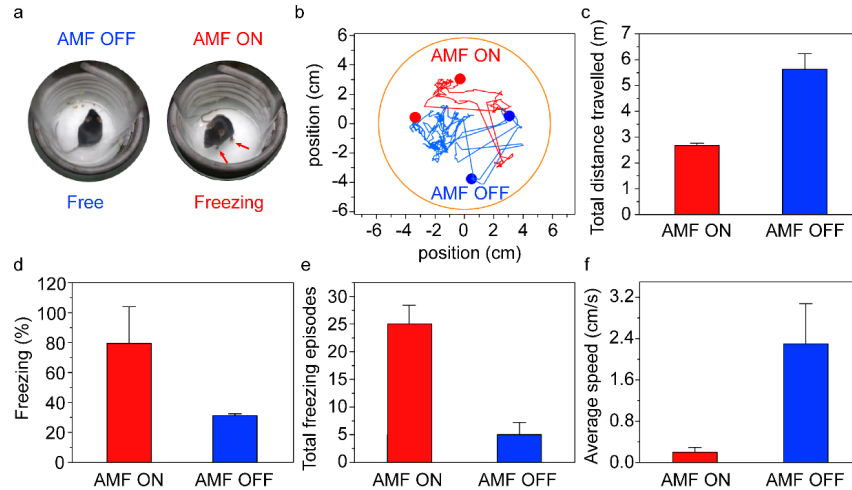 a
AMF OFF
AMF ON
Free
Freezing
b
position (cm)
6
4
2
0
-2
-4
-6
AMF ON
AMF OFF
-6 -4 -2 0 2 4 6
position (cm)
c
Total distance travelled (m)
7
6
5
4
3
2
1
0
AMF ON AMF OFF
d
Freezing (%)
120
100
80
60
40
20
0
AMF ON AMF OFF
e
Total freezing episodes
30
25
20
15
10
5
0
AMF ON AMF OFF
f
Average speed (cm/s)
3.2
2.4
1.6
0.8
0.0
AMF ON AMF OFF